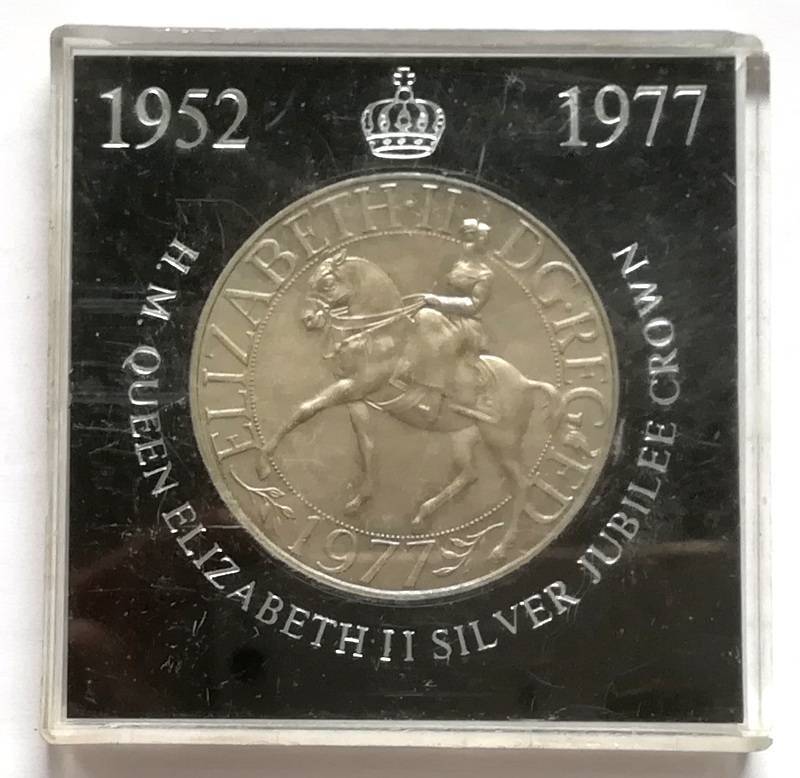 1952
1977
H. M. QUEEN ELIZABETH II SILVER JUBILEE CROWN
ELIZABETH·II D·G·REG·F·D
1977